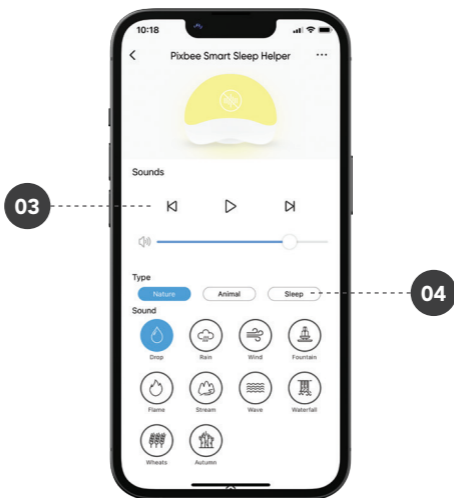 10:18
Pixbee Smart Sleep Helper
Sounds
03
04
Type
Nature Animal Sleep
Sound
Drop Rain Wind Fountain
Flame Stream Wave Waterfall
Wheats Autumn